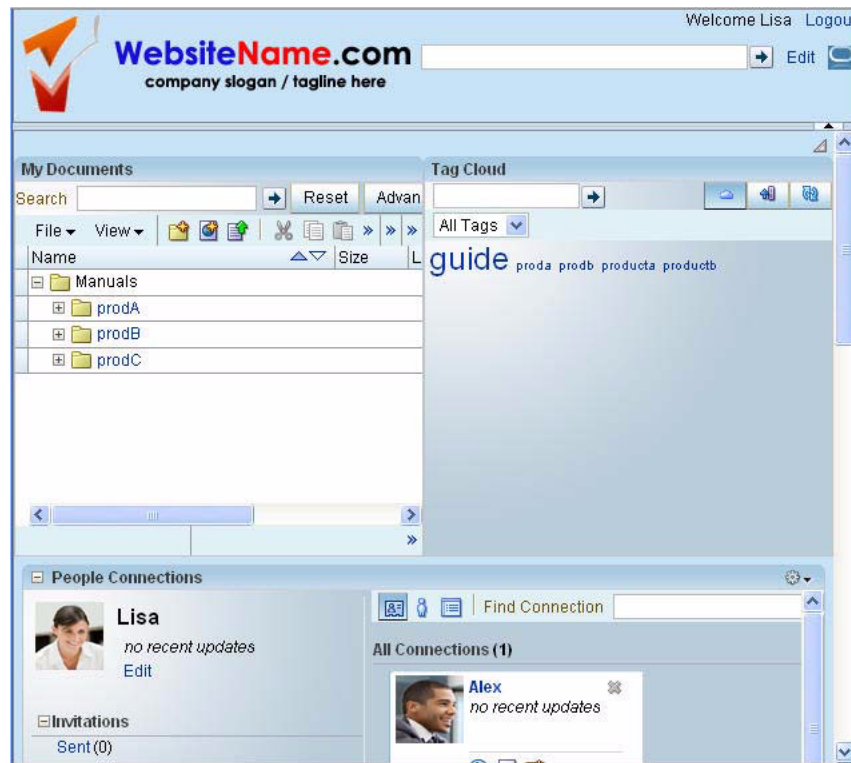 Welcome Lisa Logou
WebsiteName.com
company slogan / tagline here
Edit
My Documents
Search Reset Advan
File View
Name Size L
Manuals
prodA
prodB
prodC
Tag Cloud
All Tags
guide proda prodb producta productb
People Connections
Lisa
no recent updates
Edit
Invitations
Sent (0)
Find Connection
All Connections (1)
Alex
no recent updates